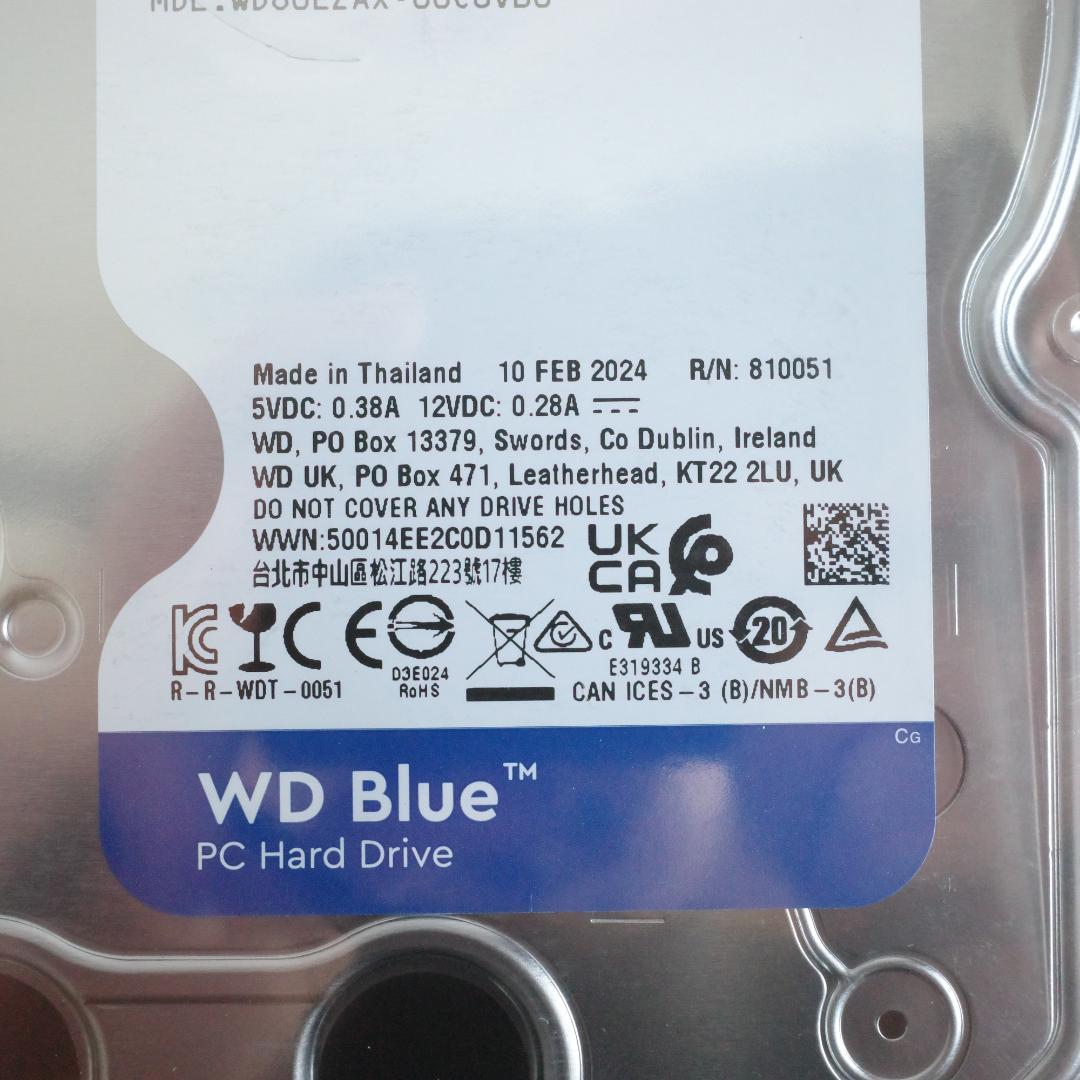 Made in Thailand 10 FEB 2024 R/N: 810051
5VDC: 0.38A 12VDC: 0.28A
WD, PO Box 13379, Swords, Co Dublin, Ireland
WD UK, PO Box 471, Leatherhead, KT22 2LU, UK
DO NOT COVER ANY DRIVE HOLES
WWN:50014EE2C0D11562
台北市中山區松江路223號17樓
UK
CA
20
C US
D3E024
RoHS
E319334 B
R-R-WDT-0051
CAN ICES-3 (B)/NMB-3(B)
CG
WD Blue™
PC Hard Drive